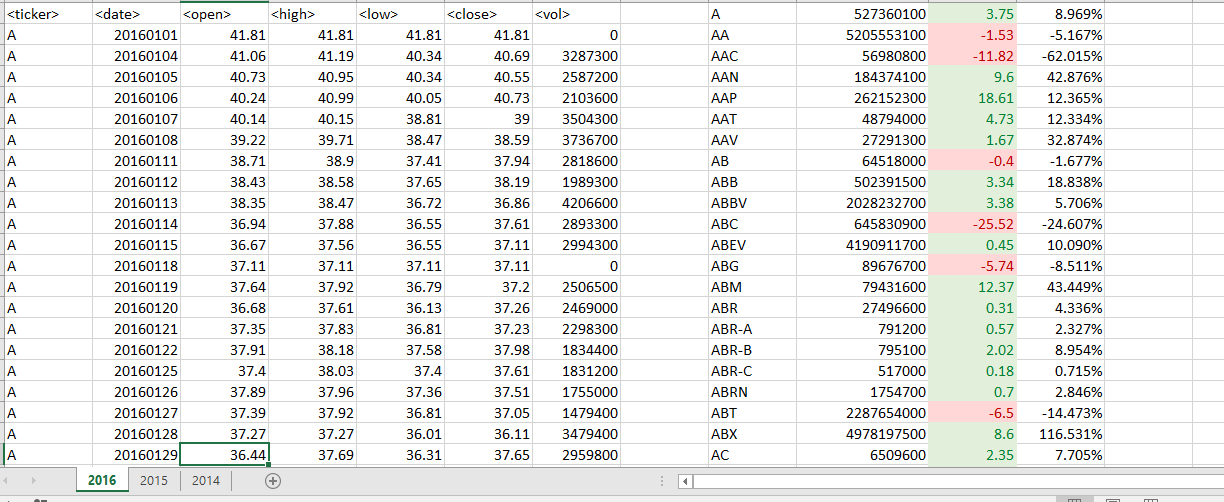 <ticker> <date> <open> <high> <low> <close> <vol> A 527360100 3.75 8.969%
A 20160101 41.81 41.81 41.81 41.81 0 AA 5205553100 -1.53 -5.167%
A 20160104 41.06 41.19 40.34 40.69 3287300 AAC 56980800 -11.82 -62.015%
A 20160105 40.73 40.95 40.34 40.55 2587200 AAN 184374100 9.6 42.876%
A 20160106 40.24 40.99 40.05 40.73 2103600 AAP 262152300 18.61 12.365%
A 20160107 40.14 40.15 38.81 39 3504300 AAT 48794000 4.73 12.334%
A 20160108 39.22 39.71 38.47 38.59 3736700 AAV 27291300 1.67 32.874%
A 20160111 38.71 38.9 37.41 37.94 2818600 AB 64518000 -0.4 -1.677%
A 20160112 38.43 38.58 37.65 38.19 1989300 ABB 502391500 3.34 18.838%
A 20160113 38.35 38.47 36.72 36.86 4206600 ABBV 2028232700 3.38 5.706%
A 20160114 36.94 37.88 36.55 37.61 2893300 ABC 645830900 -25.52 -24.607%
A 20160115 36.67 37.56 36.55 37.11 2994300 ABEV 4190911700 0.45 10.090%
A 20160118 37.11 37.11 37.11 37.11 0 ABG 89676700 -5.74 -8.511%
A 20160119 37.64 37.92 36.79 37.2 2506500 ABM 79431600 12.37 43.449%
A 20160120 36.68 37.61 36.13 37.26 2469000 ABR 27496600 0.31 4.336%
A 20160121 37.35 37.83 36.81 37.23 2298300 ABR-A 791200 0.57 2.327%
A 20160122 37.91 38.18 37.58 37.98 1834400 ABR-B 795100 2.02 8.954%
A 20160125 37.4 38.03 37.4 37.61 1831200 ABR-C 517000 0.18 0.715%
A 20160126 37.89 37.96 37.36 37.51 1755000 ABRN 1754700 0.7 2.846%
A 20160127 37.39 37.92 36.81 37.05 1479400 ABT 2287654000 -6.5 -14.473%
A 20160128 37.27 37.27 36.01 36.11 3479400 ABX 4978197500 8.6 116.531%
A 20160129 36.44 37.69 36.31 37.65 2959800 AC 6509600 2.35 7.705%
2016 2015 2014